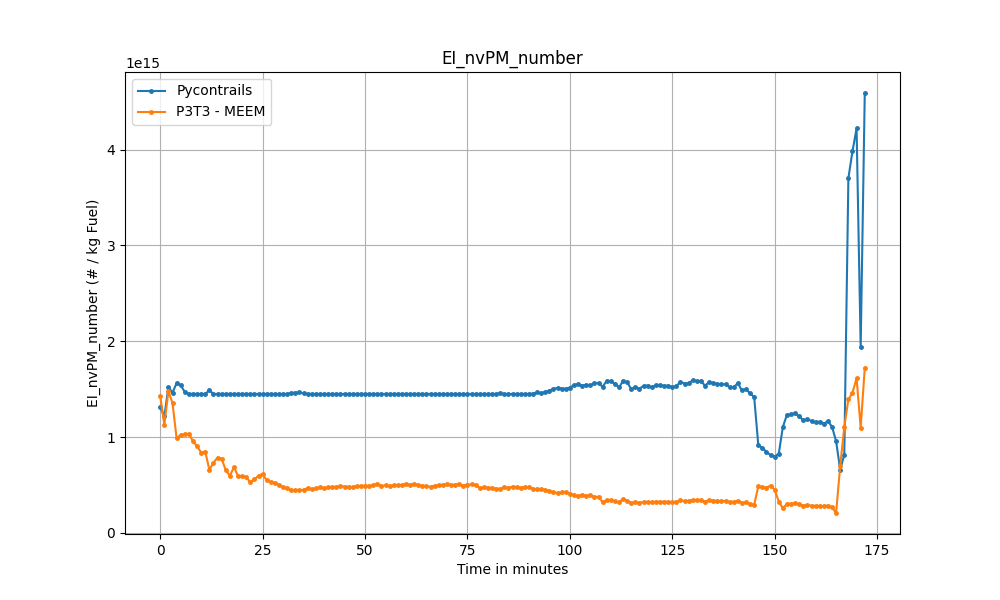 EI_nvPM_number
1e15
Pycontrails
P3T3 - MEEM
EI_nvPM_number (# / kg Fuel)
4
3
2
1
0
0 25 50 75 100 125 150 175
Time in minutes